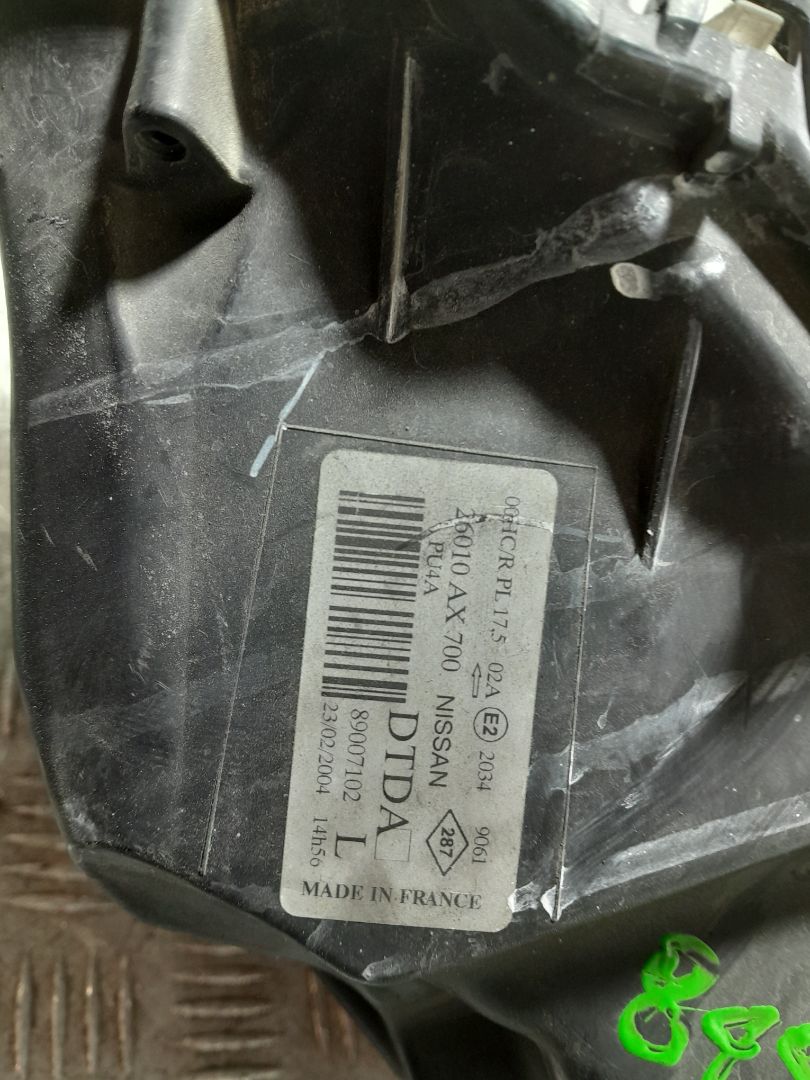 00HC/R PL 17.5 02A E2 2034 9061
26010 AX 700 NISSAN 287
PU4A
DTDA
89007102 L
23/02/2004 14h56
MADE IN FRANCE